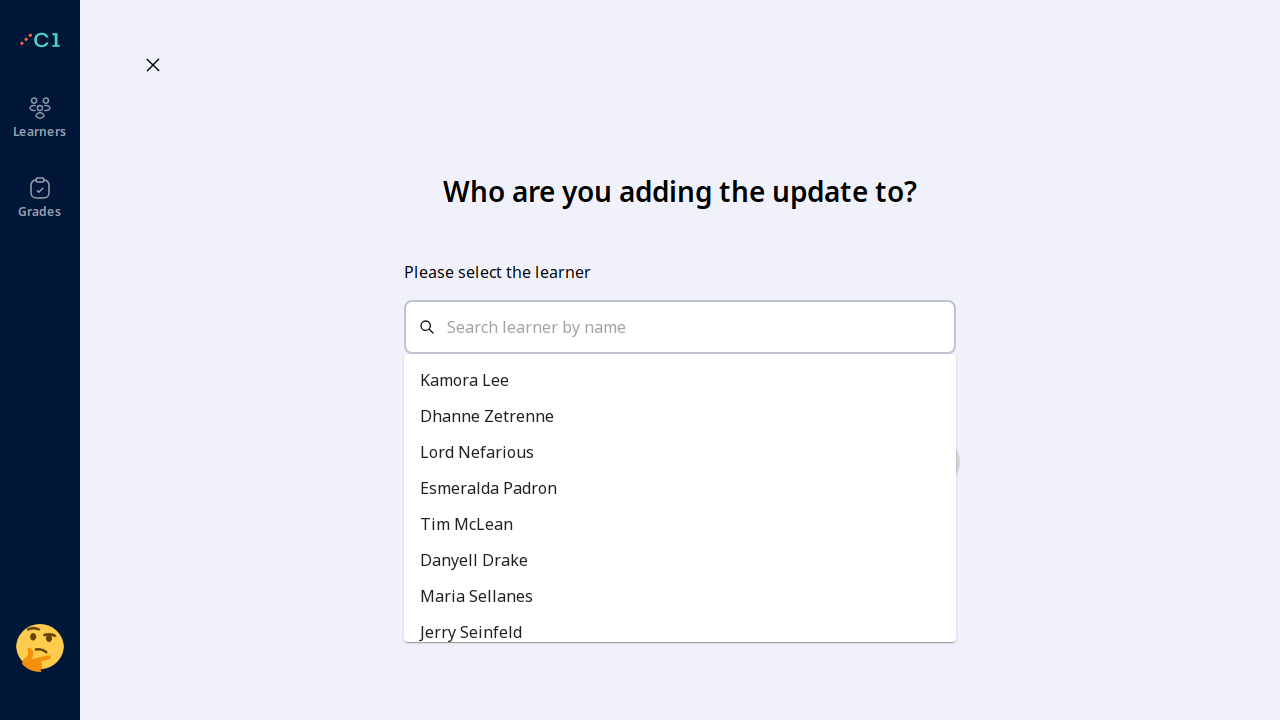 C1
Learners
Grades
Who are you adding the update to?
Please select the learner
Search learner by name
Kamora Lee
Dhanne Zetrenne
Lord Nefarious
Esmeralda Padron
Tim McLean
Danyell Drake
Maria Sellanes
Jerry Seinfeld